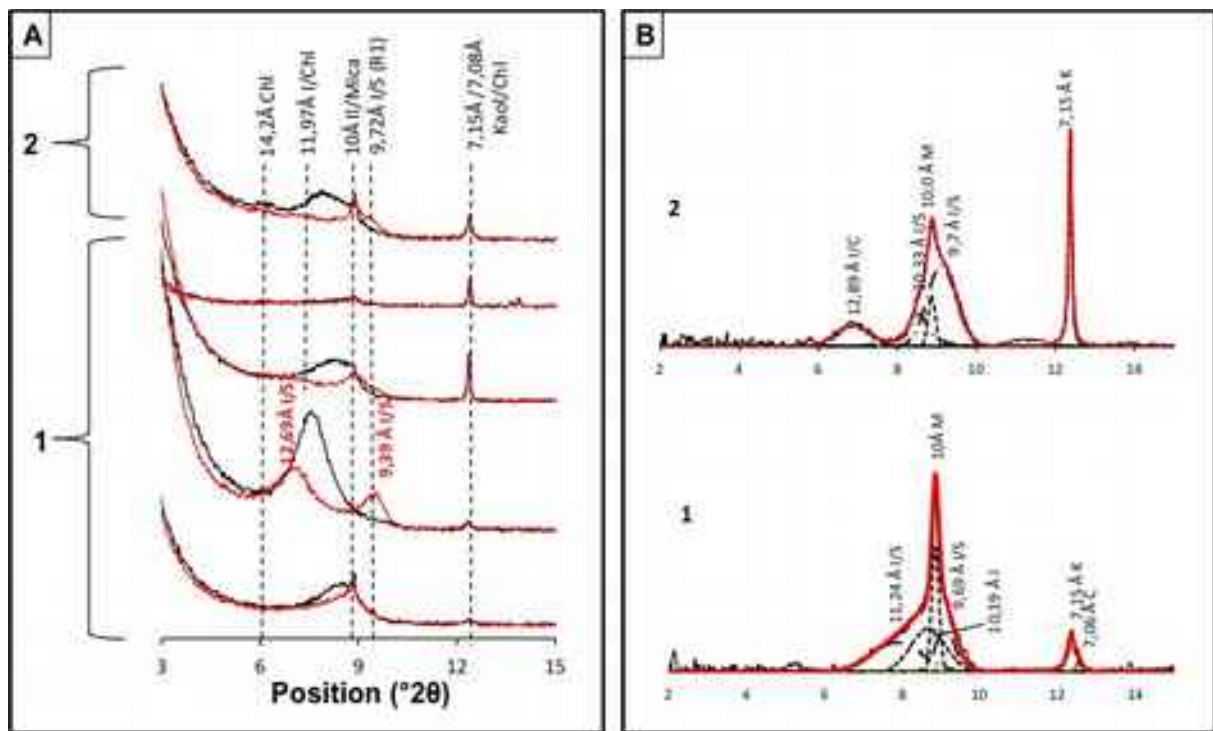 A
2
1
14,2Å Chl
11,97Å I/Chl
10Å Il/Mica
9,72Å I/S (R1)
7,15Å / 7,08Å
Kaol/Chl
12,69Å I/S
9,39Å I/S
3
6
9
12
15
Position (°2θ)
B
2
12,89 Å I/C
10,33 Å I/S
10,0 Å M
9,7 Å I/S
7,15 Å K
2
4
6
8
10
12
14
1
11,24 Å I/S
10Å M
9,69 Å I/S
10,19 Å I
7,15 Å K
7,06 Å C
2
4
6
8
10
12
14